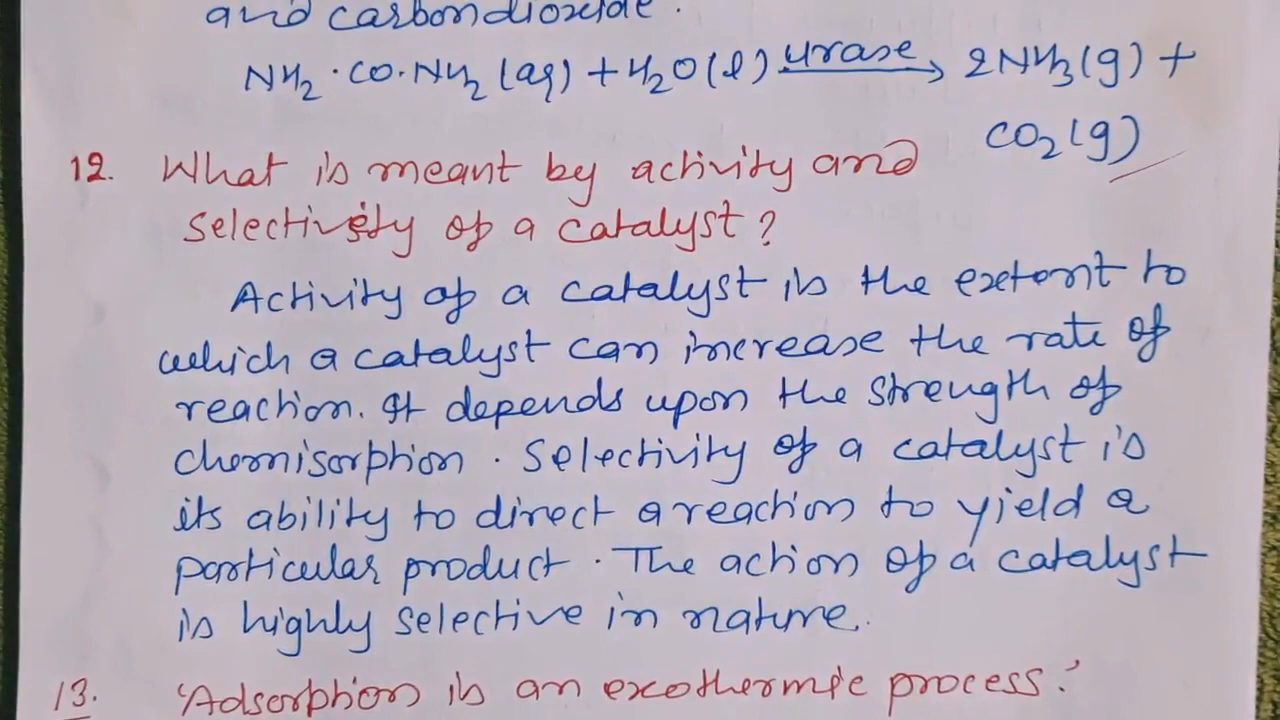 and carbondioxide.
NH2·CO·NH2 (aq) + H2O(l) urase → 2NH3(g) +
CO2(g)
12. What is meant by activity and
selectivity of a catalyst?
Activity of a catalyst is the extent to
which a catalyst can increase the rate of
reaction. It depends upon the strength of
chemisorption. Selectivity of a catalyst is
its ability to direct a reaction to yield a
particular product. The action of a catalyst
is highly selective in nature.
13. 'Adsorption is an exothermic process.'